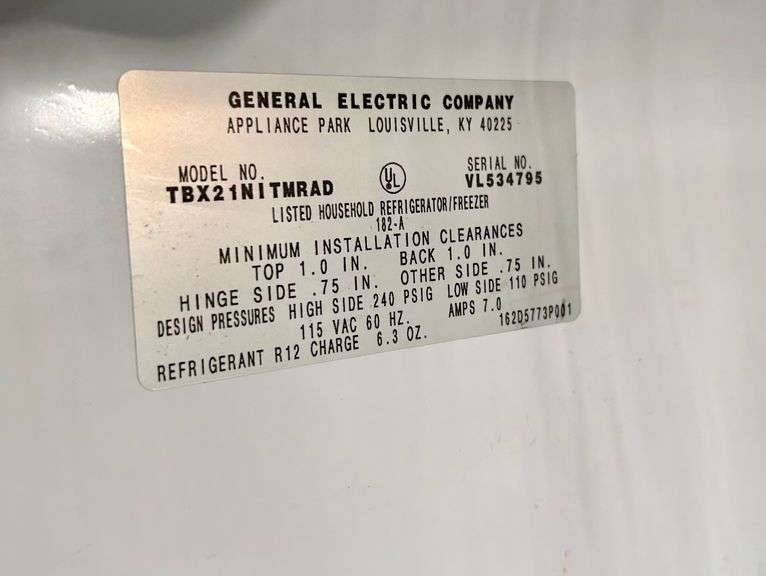 GENERAL ELECTRIC COMPANY
APPLIANCE PARK LOUISVILLE, KY 40225
MODEL NO.
TBX21NITMRAD
UL
SERIAL NO.
VL534795
LISTED HOUSEHOLD REFRIGERATOR/FREEZER
182-A
MINIMUM INSTALLATION CLEARANCES
TOP 1.0 IN. BACK 1.0 IN.
HINGE SIDE .75 IN. OTHER SIDE .75 IN.
DESIGN PRESSURES HIGH SIDE 240 PSIG LOW SIDE 110 PSIG
115 VAC 60 HZ. AMPS 7.0
REFRIGERANT R12 CHARGE 6.3 OZ. 162D5773P001